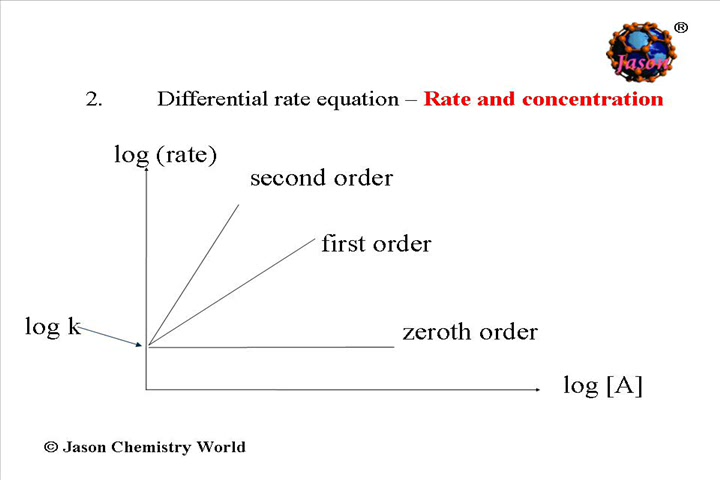 Jason
®
2. Differential rate equation – Rate and concentration
log (rate)
second order
first order
log k
zeroth order
log [A]
© Jason Chemistry World